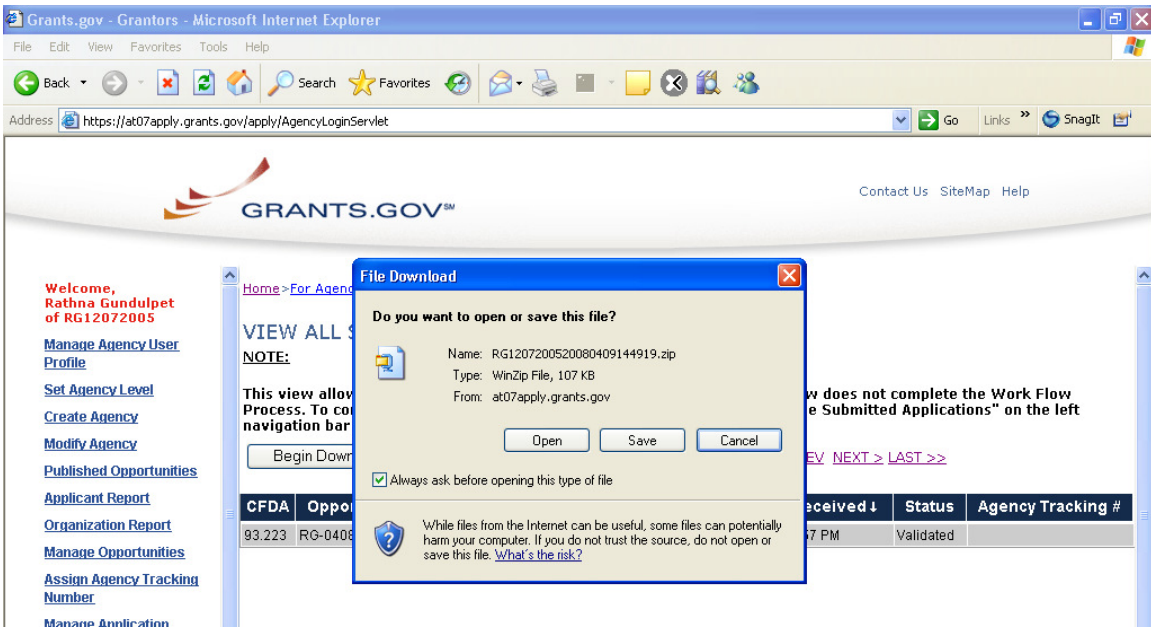 Grants.gov - Grantors - Microsoft Internet Explorer
File Edit View Favorites Tools Help
Back Search Favorites
Address https://at07apply.grants.gov/apply/AgencyLoginServlet Go Links » SnagIt
GRANTS.GOV℠
Contact Us SiteMap Help
Welcome,
Rathna Gundulpet
of RG12072005
Manage Agency User
Profile
Set Agency Level
Create Agency
Modify Agency
Published Opportunities
Applicant Report
Organization Report
Manage Opportunities
Assign Agency Tracking
Number
Manage Application
Home>For Agenc
VIEW ALL S
NOTE:
This view allow w does not complete the Work Flow
Process. To co e Submitted Applications" on the left
navigation bar
Begin Down EV NEXT > LAST >>
CFDA Oppo eceived↓ Status Agency Tracking #
93.223 RG-0408 57 PM Validated
File Download
Do you want to open or save this file?
Name: RG1207200520080409144919.zip
Type: WinZip File, 107 KB
From: at07apply.grants.gov
Open Save Cancel
Always ask before opening this type of file
While files from the Internet can be useful, some files can potentially
harm your computer. If you do not trust the source, do not open or
save this file. What's the risk?